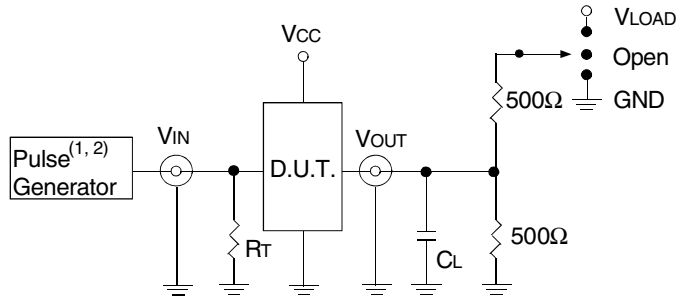 VLOAD
VCC
Open
500Ω
GND
VIN
VOUT
Pulse(1, 2)
Generator
D.U.T.
RT
CL
500Ω